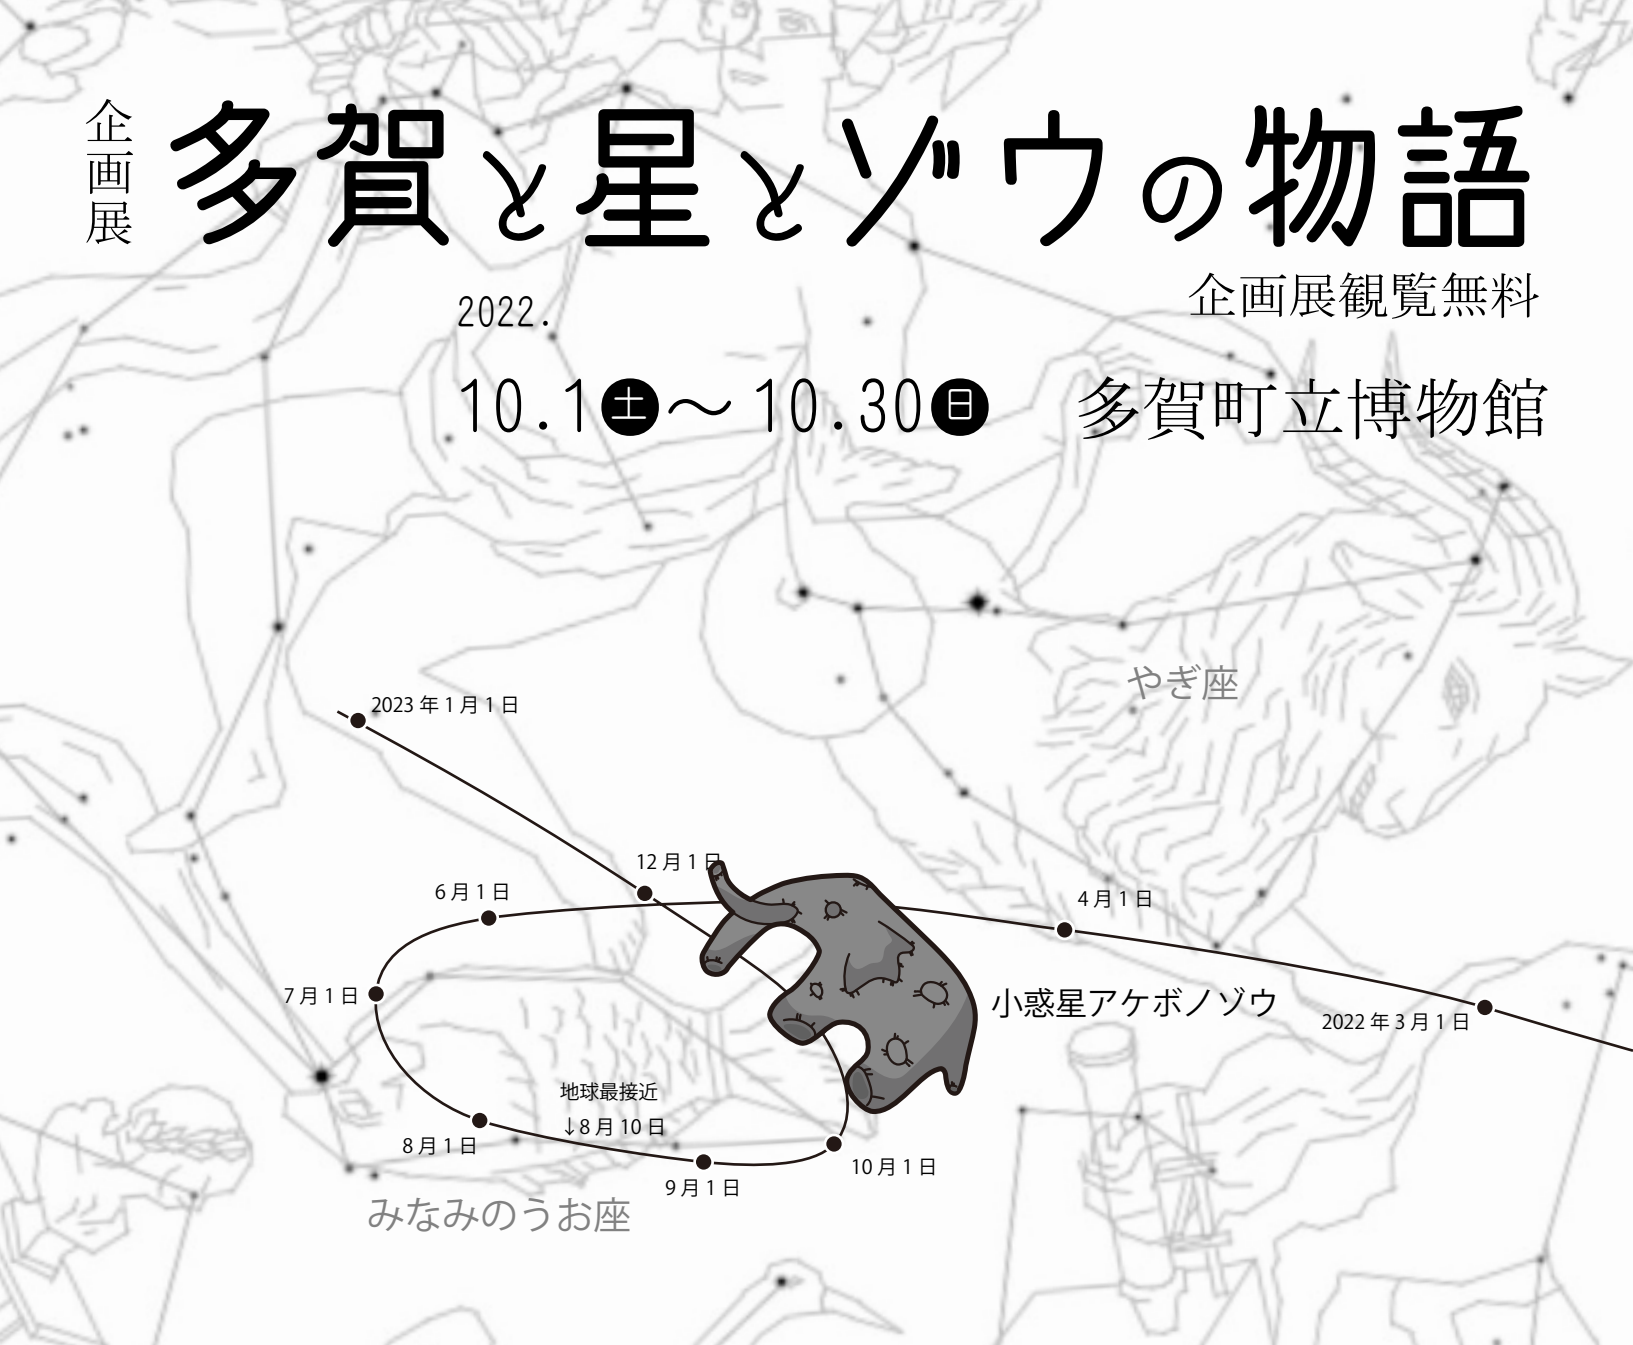 企画展
多賀と星とゾウの物語
企画展観覧無料
2022.
10.1土～10.30日 多賀町立博物館
やぎ座
2023年1月1日
12月1日
6月1日
4月1日
7月1日
小惑星アケボノゾウ
2022年3月1日
地球最接近
↓8月10日
8月1日
10月1日
9月1日
みなみのうお座